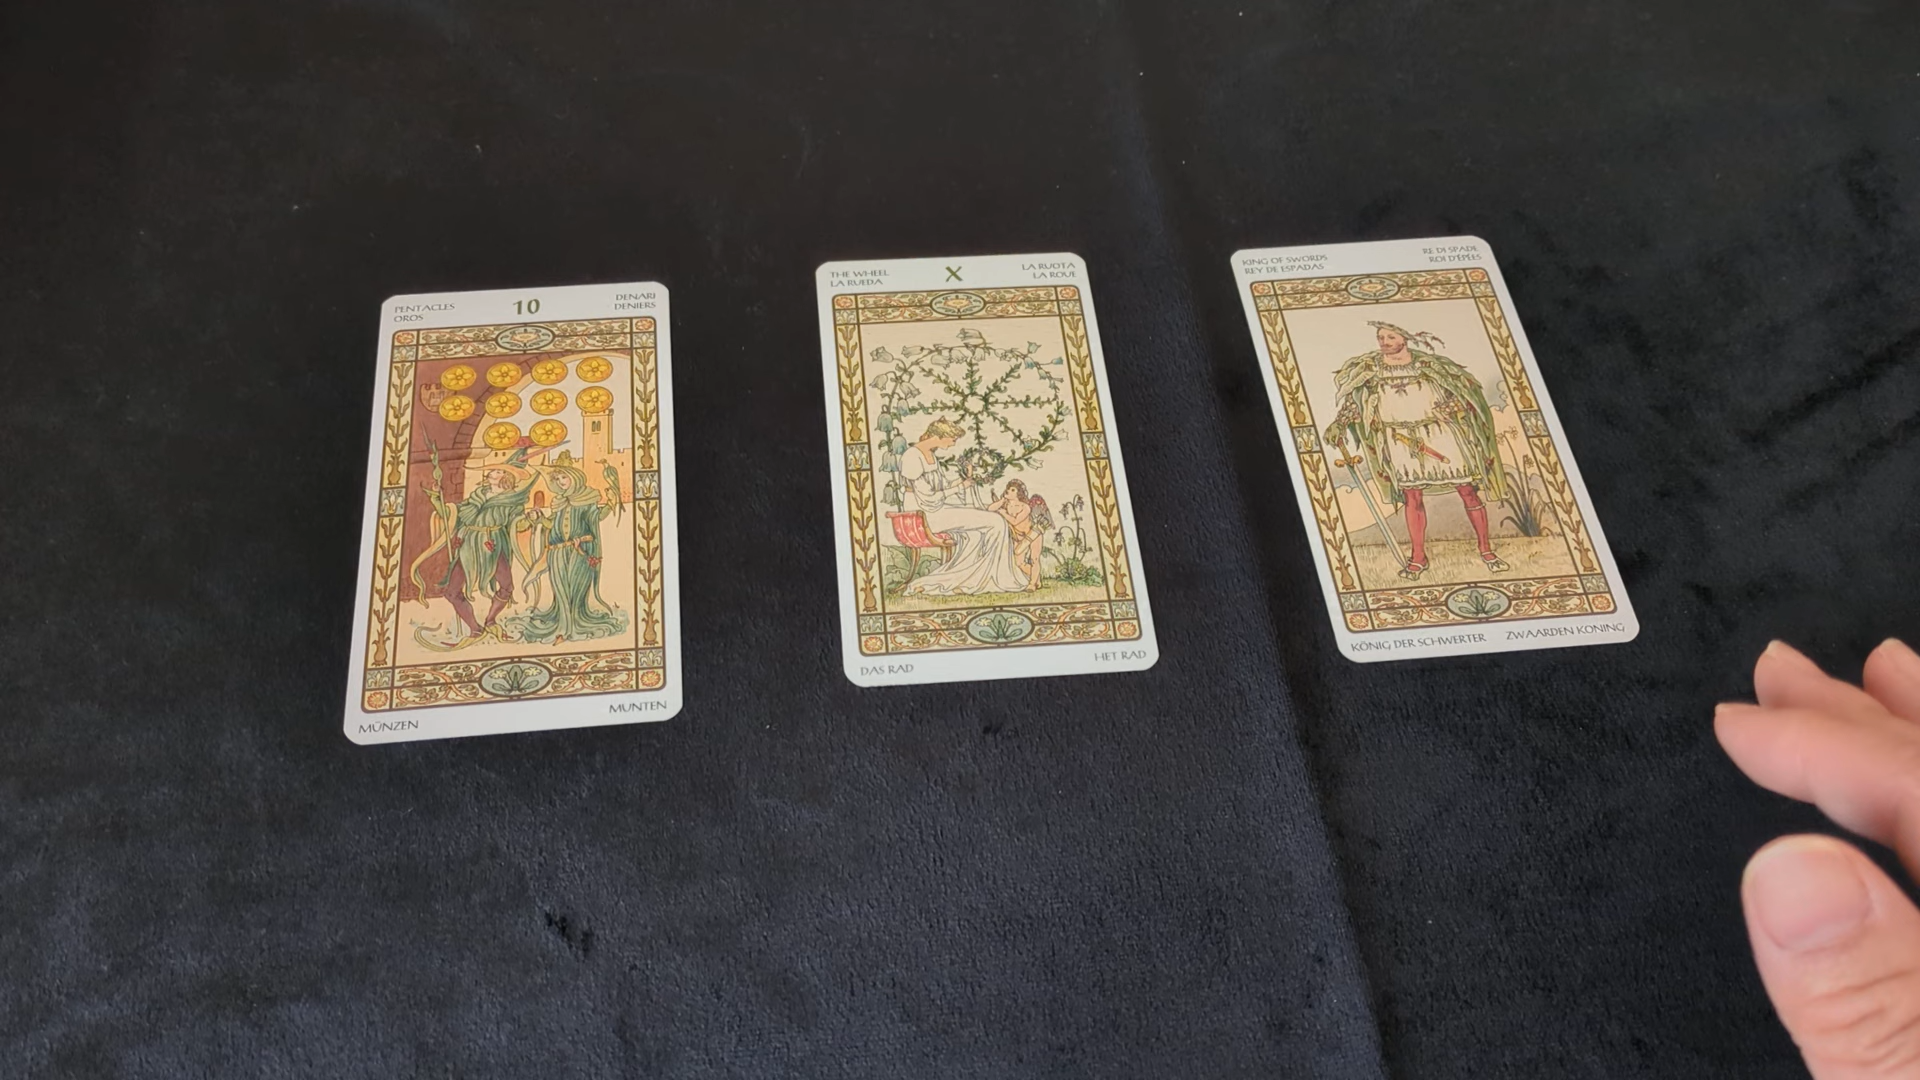 PENTACLES
OROS
10
DENARI
DENIERS
MÜNZEN
MUNTEN
THE WHEEL
LA RUEDA
X
LA RUOTA
LA ROUE
DAS RAD
HET RAD
KING OF SWORDS
REY DE ESPADAS
RE DI SPADE
ROI D'ÉPÉES
KÖNIG DER SCHWERTER
ZWAARDEN KONING